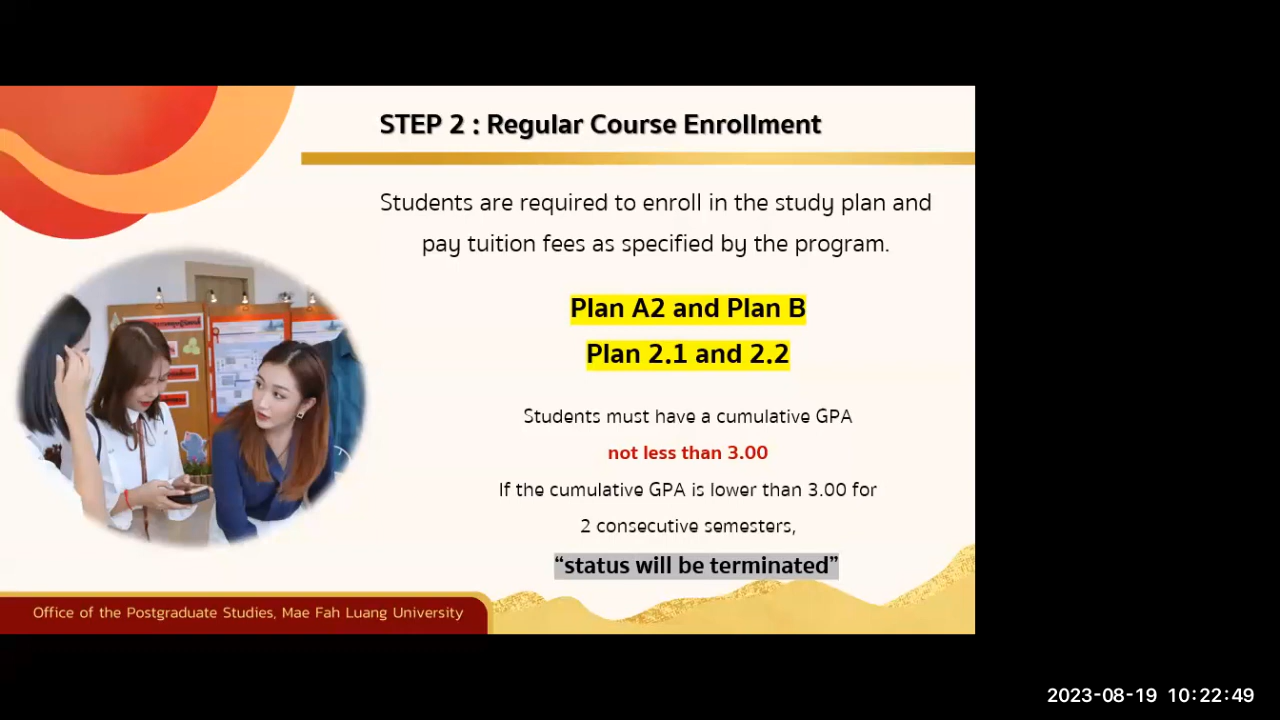 STEP 2 : Regular Course Enrollment
Students are required to enroll in the study plan and
pay tuition fees as specified by the program.
Plan A2 and Plan B
Plan 2.1 and 2.2
Students must have a cumulative GPA
not less than 3.00
If the cumulative GPA is lower than 3.00 for
2 consecutive semesters,
“status will be terminated”
Office of the Postgraduate Studies, Mae Fah Luang University
2023-08-19 10:22:49